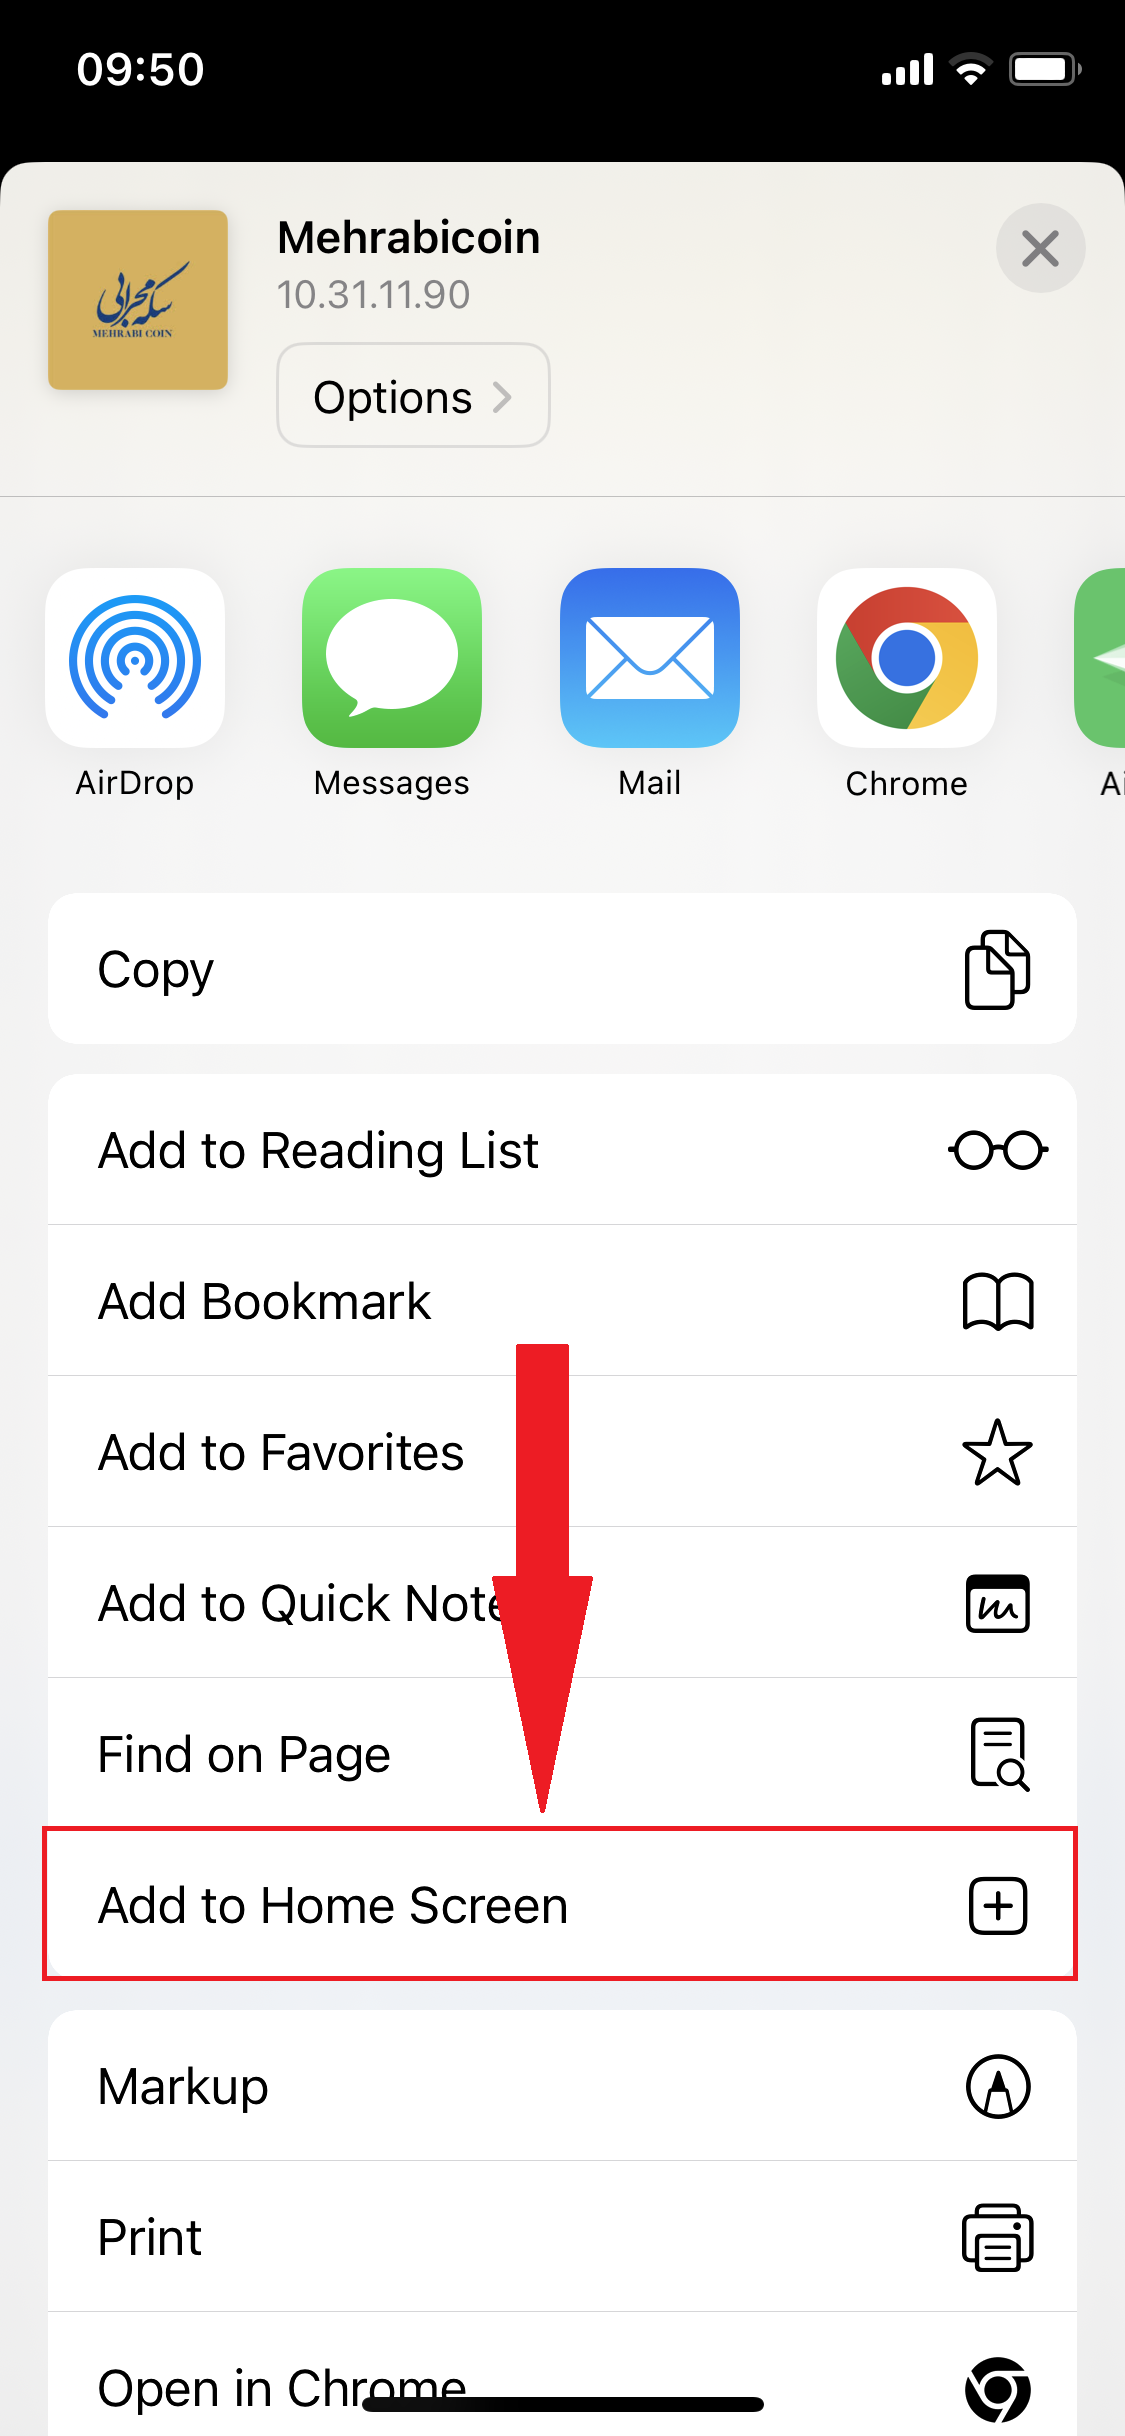 09:50
Mehrabicoin
10.31.11.90
Options
سکه محرابی
MEHRABI COIN
AirDrop
Messages
Mail
Chrome
Ai
Copy
Add to Reading List
Add Bookmark
Add to Favorites
Add to Quick Note
Find on Page
Add to Home Screen
Markup
Print
Open in Chrome